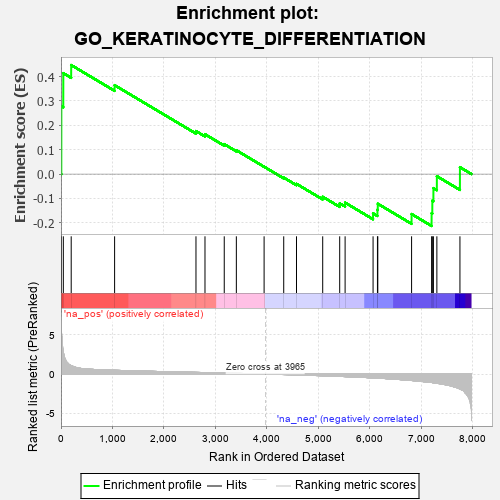 Enrichment plot:
GO_KERATINOCYTE_DIFFERENTIATION
Enrichment score (ES)
0.4
0.3
0.2
0.1
0.0
-0.1
-0.2
'na_pos' (positively correlated)
Ranked list metric (PreRanked)
5
0
-5
Zero cross at 3965
'na_neg' (negatively correlated)
0 1,000 2,000 3,000 4,000 5,000 6,000 7,000 8,000
Rank in Ordered Dataset
Enrichment profile Hits Ranking metric scores